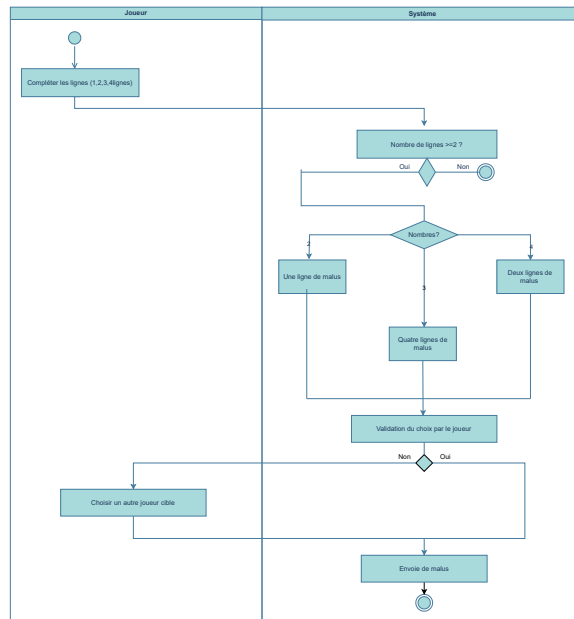 Joueur
Système
Compléter les lignes (1,2,3,4lignes)
Nombre de lignes >=2 ?
Oui
Non
Nombres?
2
4
Une ligne de malus
Deux lignes de
malus
3
Quatre lignes de
malus
Validation du choix par le joueur
Non
Oui
Choisir un autre joueur cible
Envoie de malus